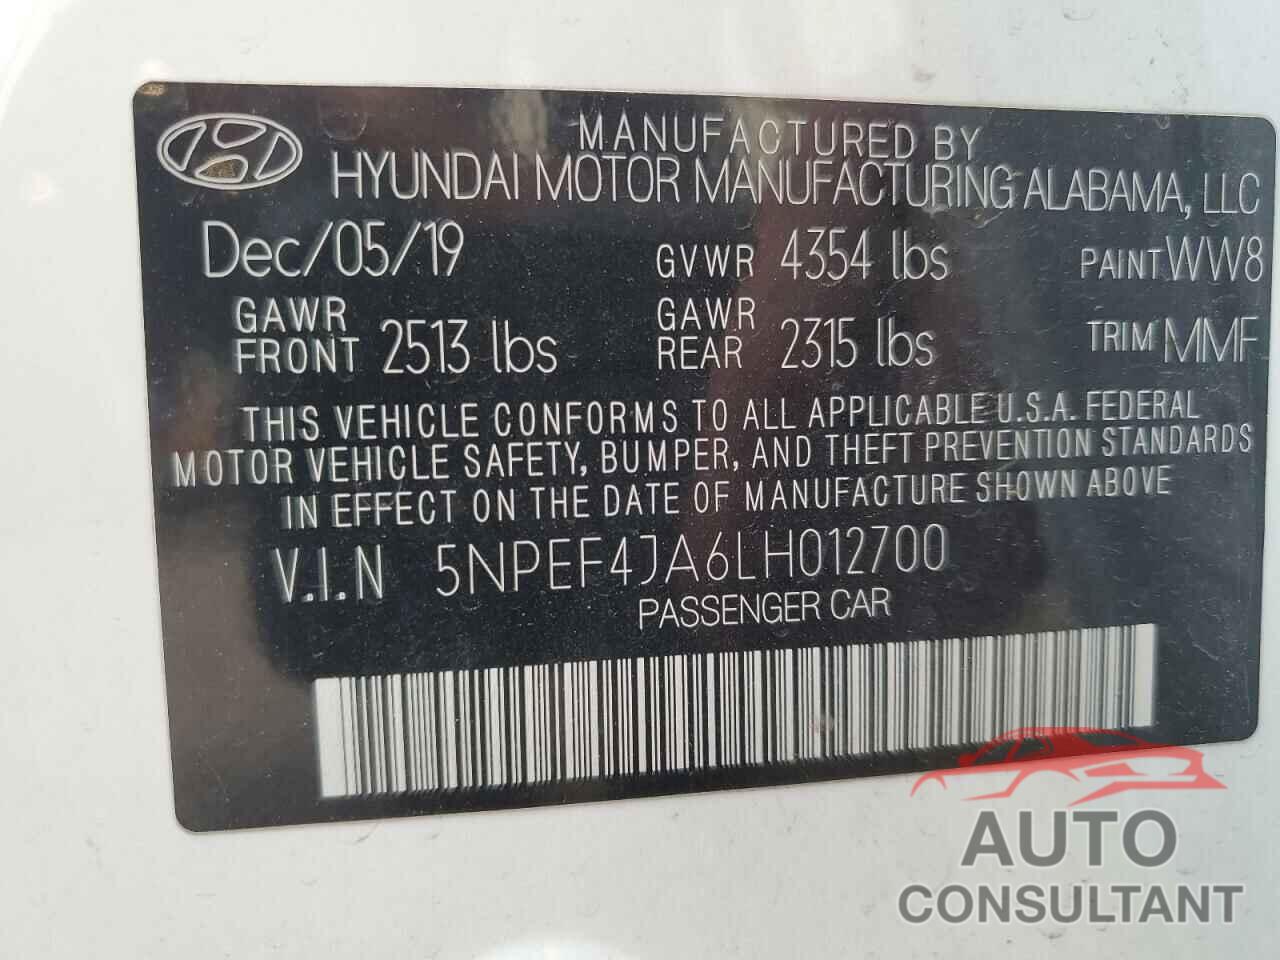 MANUFACTURED BY
HYUNDAI MOTOR MANUFACTURING ALABAMA, LLC
Dec/05/19 GVWR 4354 lbs PAINT WW8
GAWR FRONT 2513 lbs GAWR REAR 2315 lbs TRIM MMF
THIS VEHICLE CONFORMS TO ALL APPLICABLE U.S.A. FEDERAL
MOTOR VEHICLE SAFETY, BUMPER, AND THEFT PREVENTION STANDARDS
IN EFFECT ON THE DATE OF MANUFACTURE SHOWN ABOVE
V.I.N 5NPEF4JA6LH012700
PASSENGER CAR
AUTO
CONSULTANT